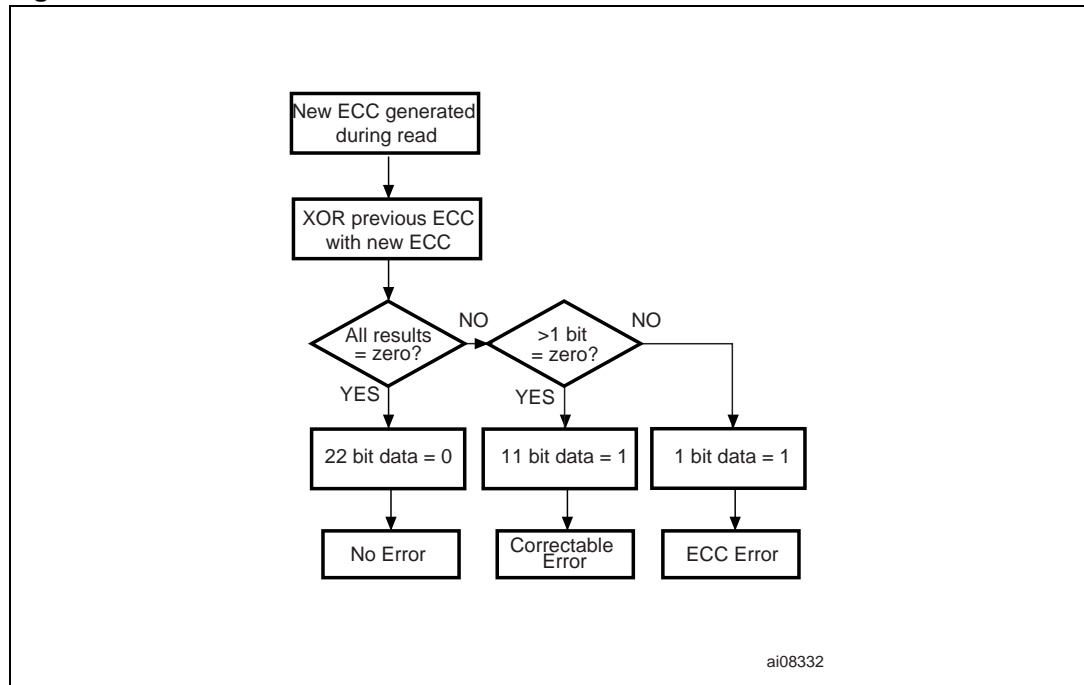 New ECC generated
during read
XOR previous ECC
with new ECC
All results
= zero?
NO
>1 bit
= zero?
NO
YES
YES
22 bit data = 0
11 bit data = 1
1 bit data = 1
No Error
Correctable
Error
ECC Error
ai08332